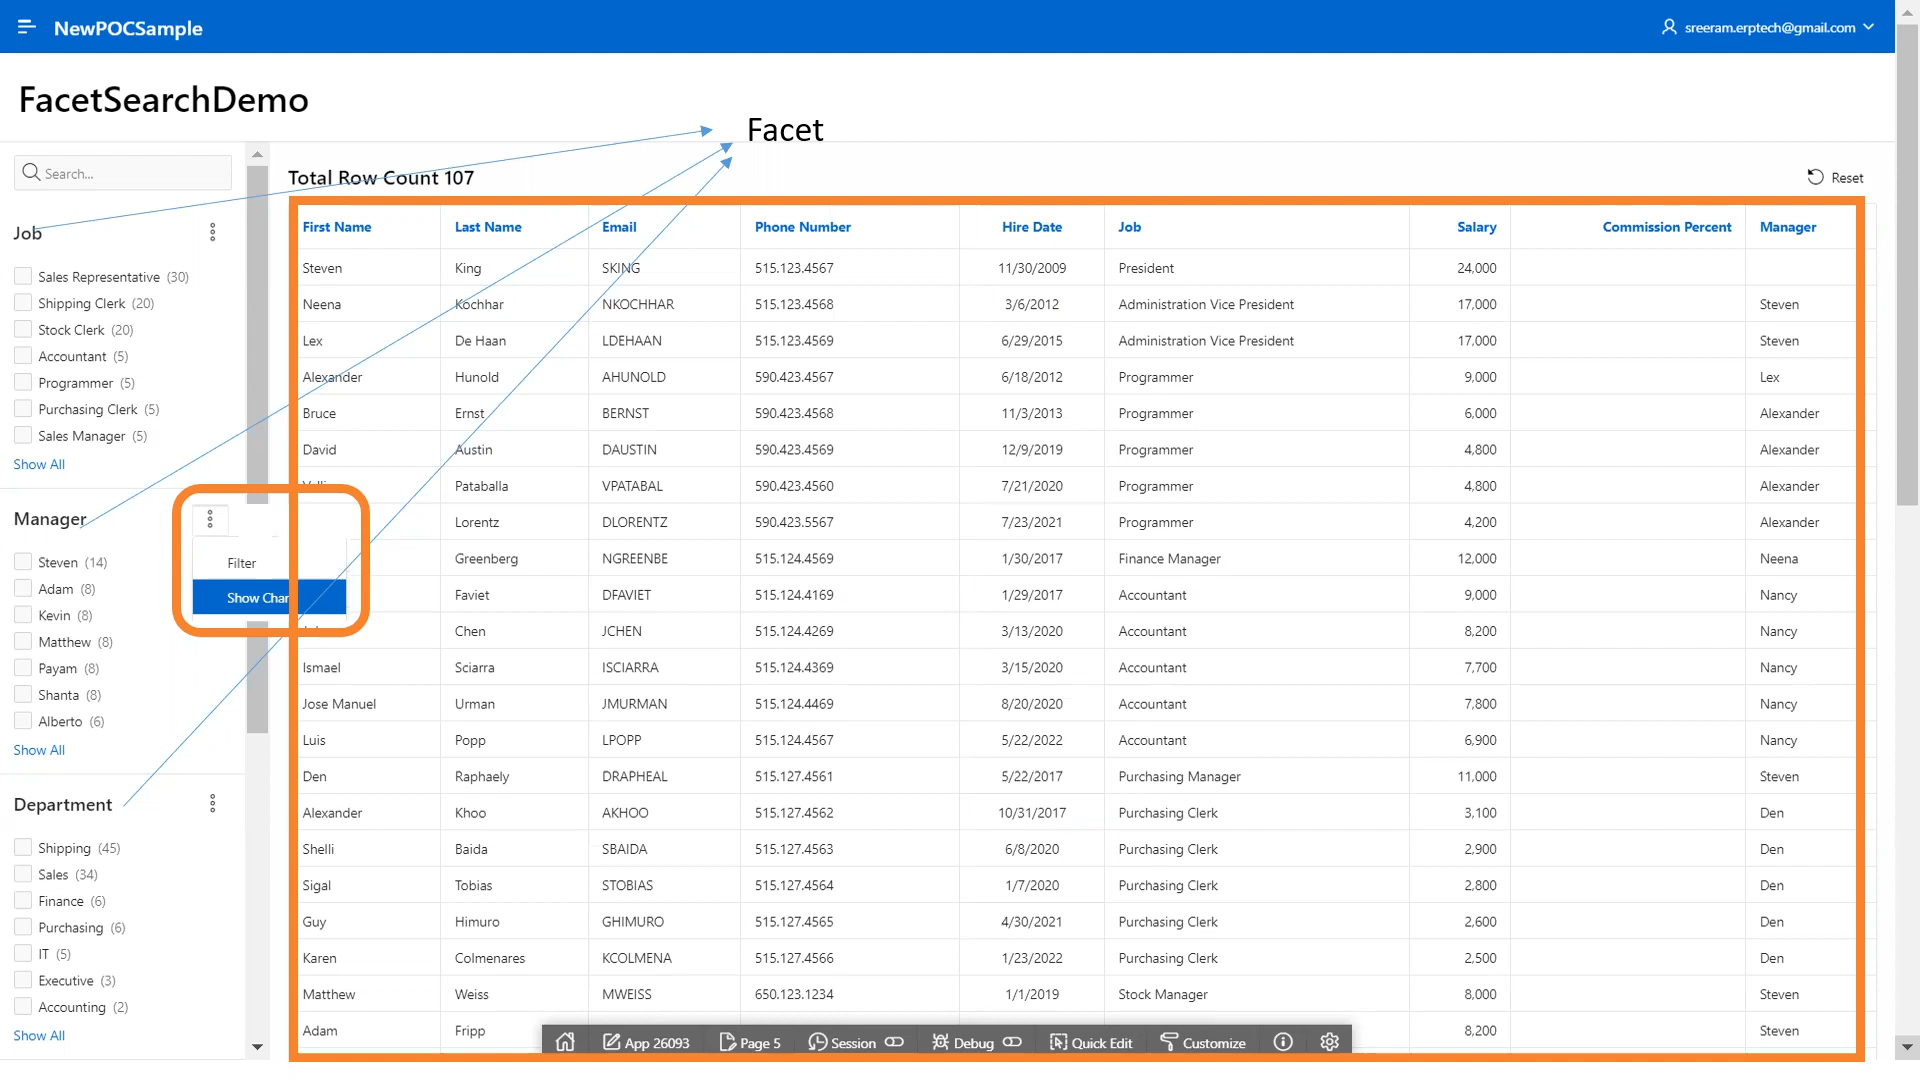 NewPOCSample
sreeram.erptech@gmail.com
FacetSearchDemo
Facet
Search...
Total Row Count 107
Reset
Job
Sales Representative (30)
Shipping Clerk (20)
Stock Clerk (20)
Accountant (5)
Programmer (5)
Purchasing Clerk (5)
Sales Manager (5)
Show All
Manager
Filter
Show Char
Steven (14)
Adam (8)
Kevin (8)
Matthew (8)
Payam (8)
Shanta (8)
Alberto (6)
Show All
Department
Shipping (45)
Sales (34)
Finance (6)
Purchasing (6)
IT (5)
Executive (3)
Accounting (2)
Show All
First Name Last Name Email Phone Number Hire Date Job Salary Commission Percent Manager
Steven King SKING 515.123.4567 11/30/2009 President 24,000
Neena Kochhar NKOCHHAR 515.123.4568 3/6/2012 Administration Vice President 17,000 Steven
Lex De Haan LDEHAAN 515.123.4569 6/29/2015 Administration Vice President 17,000 Steven
Alexander Hunold AHUNOLD 590.423.4567 6/18/2012 Programmer 9,000 Lex
Bruce Ernst BERNST 590.423.4568 11/3/2013 Programmer 6,000 Alexander
David Austin DAUSTIN 590.423.4569 12/9/2019 Programmer 4,800 Alexander
Pataballa VPATABAL 590.423.4560 7/21/2020 Programmer 4,800 Alexander
Lorentz DLORENTZ 590.423.5567 7/23/2021 Programmer 4,200 Alexander
Greenberg NGREENBE 515.124.4569 1/30/2017 Finance Manager 12,000 Neena
Faviet DFAVIET 515.124.4169 1/29/2017 Accountant 9,000 Nancy
Chen JCHEN 515.124.4269 3/13/2020 Accountant 8,200 Nancy
Ismael Sciarra ISCIARRA 515.124.4369 3/15/2020 Accountant 7,700 Nancy
Jose Manuel Urman JMURMAN 515.124.4469 8/20/2020 Accountant 7,800 Nancy
Luis Popp LPOPP 515.124.4567 5/22/2022 Accountant 6,900 Nancy
Den Raphaely DRAPHEAL 515.127.4561 5/22/2017 Purchasing Manager 11,000 Steven
Alexander Khoo AKHOO 515.127.4562 10/31/2017 Purchasing Clerk 3,100 Den
Shelli Baida SBAIDA 515.127.4563 6/8/2020 Purchasing Clerk 2,900 Den
Sigal Tobias STOBIAS 515.127.4564 1/7/2020 Purchasing Clerk 2,800 Den
Guy Himuro GHIMURO 515.127.4565 4/30/2021 Purchasing Clerk 2,600 Den
Karen Colmenares KCOLMENA 515.127.4566 1/23/2022 Purchasing Clerk 2,500 Den
Matthew Weiss MWEISS 650.123.1234 1/1/2019 Stock Manager 8,000 Steven
Adam Fripp 8,200 Steven
App 26093 Page 5 Session Debug Quick Edit Customize